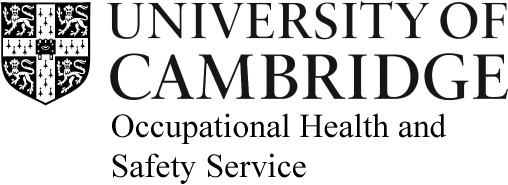 UNIVERSITY OF
CAMBRIDGE
Occupational Health and
Safety Service